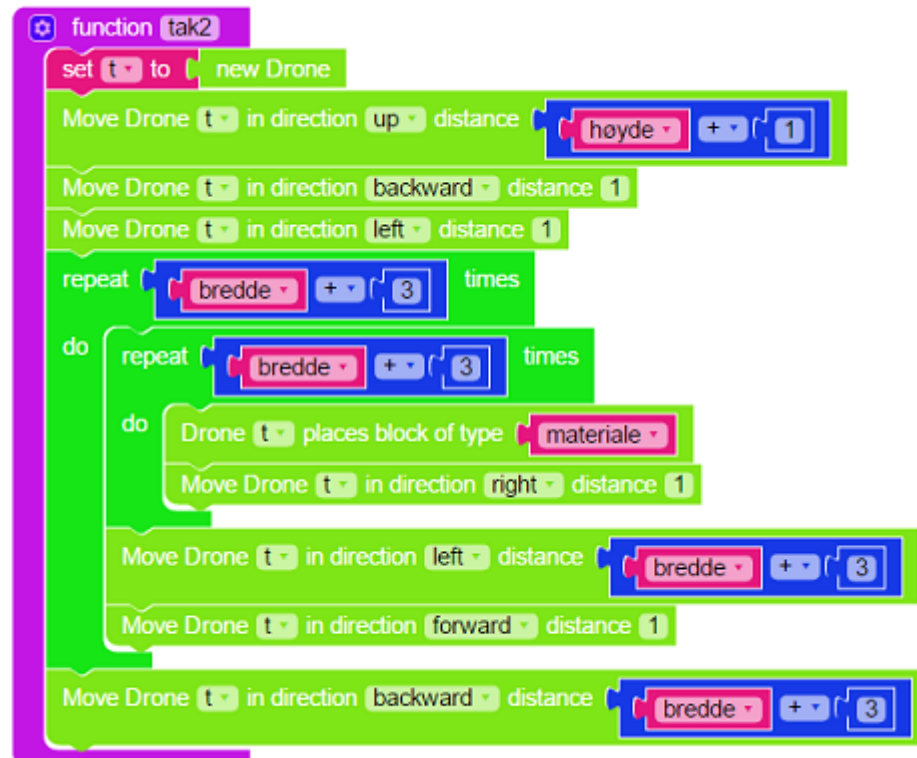 function tak2
set t to new Drone
Move Drone t in direction up distance høyde + 1
Move Drone t in direction backward distance 1
Move Drone t in direction left distance 1
repeat bredde + 3 times
do repeat bredde + 3 times
do Drone t places block of type materiale
Move Drone t in direction right distance 1
Move Drone t in direction left distance bredde + 3
Move Drone t in direction forward distance 1
Move Drone t in direction backward distance bredde + 3